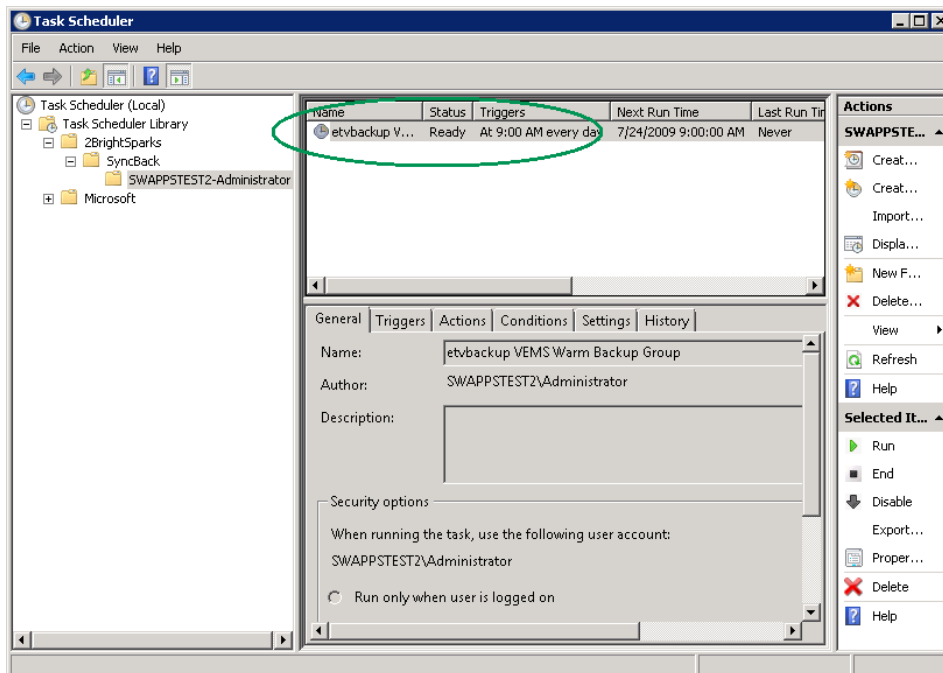 Task Scheduler
File Action View Help
Task Scheduler (Local)
Task Scheduler Library
2BrightSparks
SyncBack
SWAPPSTEST2-Administrator
Microsoft
Name Status Triggers Next Run Time Last Run Tir
etvbackup V... Ready At 9:00 AM every day 7/24/2009 9:00:00 AM Never
General Triggers Actions Conditions Settings History
Name: etvbackup VEMS Warm Backup Group
Author: SWAPPSTEST2\Administrator
Description:
Security options
When running the task, use the following user account:
SWAPPSTEST2\Administrator
Run only when user is logged on
Actions
SWAPPSTE...
Creat...
Creat...
Import...
Displa...
New F...
Delete...
View
Refresh
Help
Selected It...
Run
End
Disable
Export...
Proper...
Delete
Help